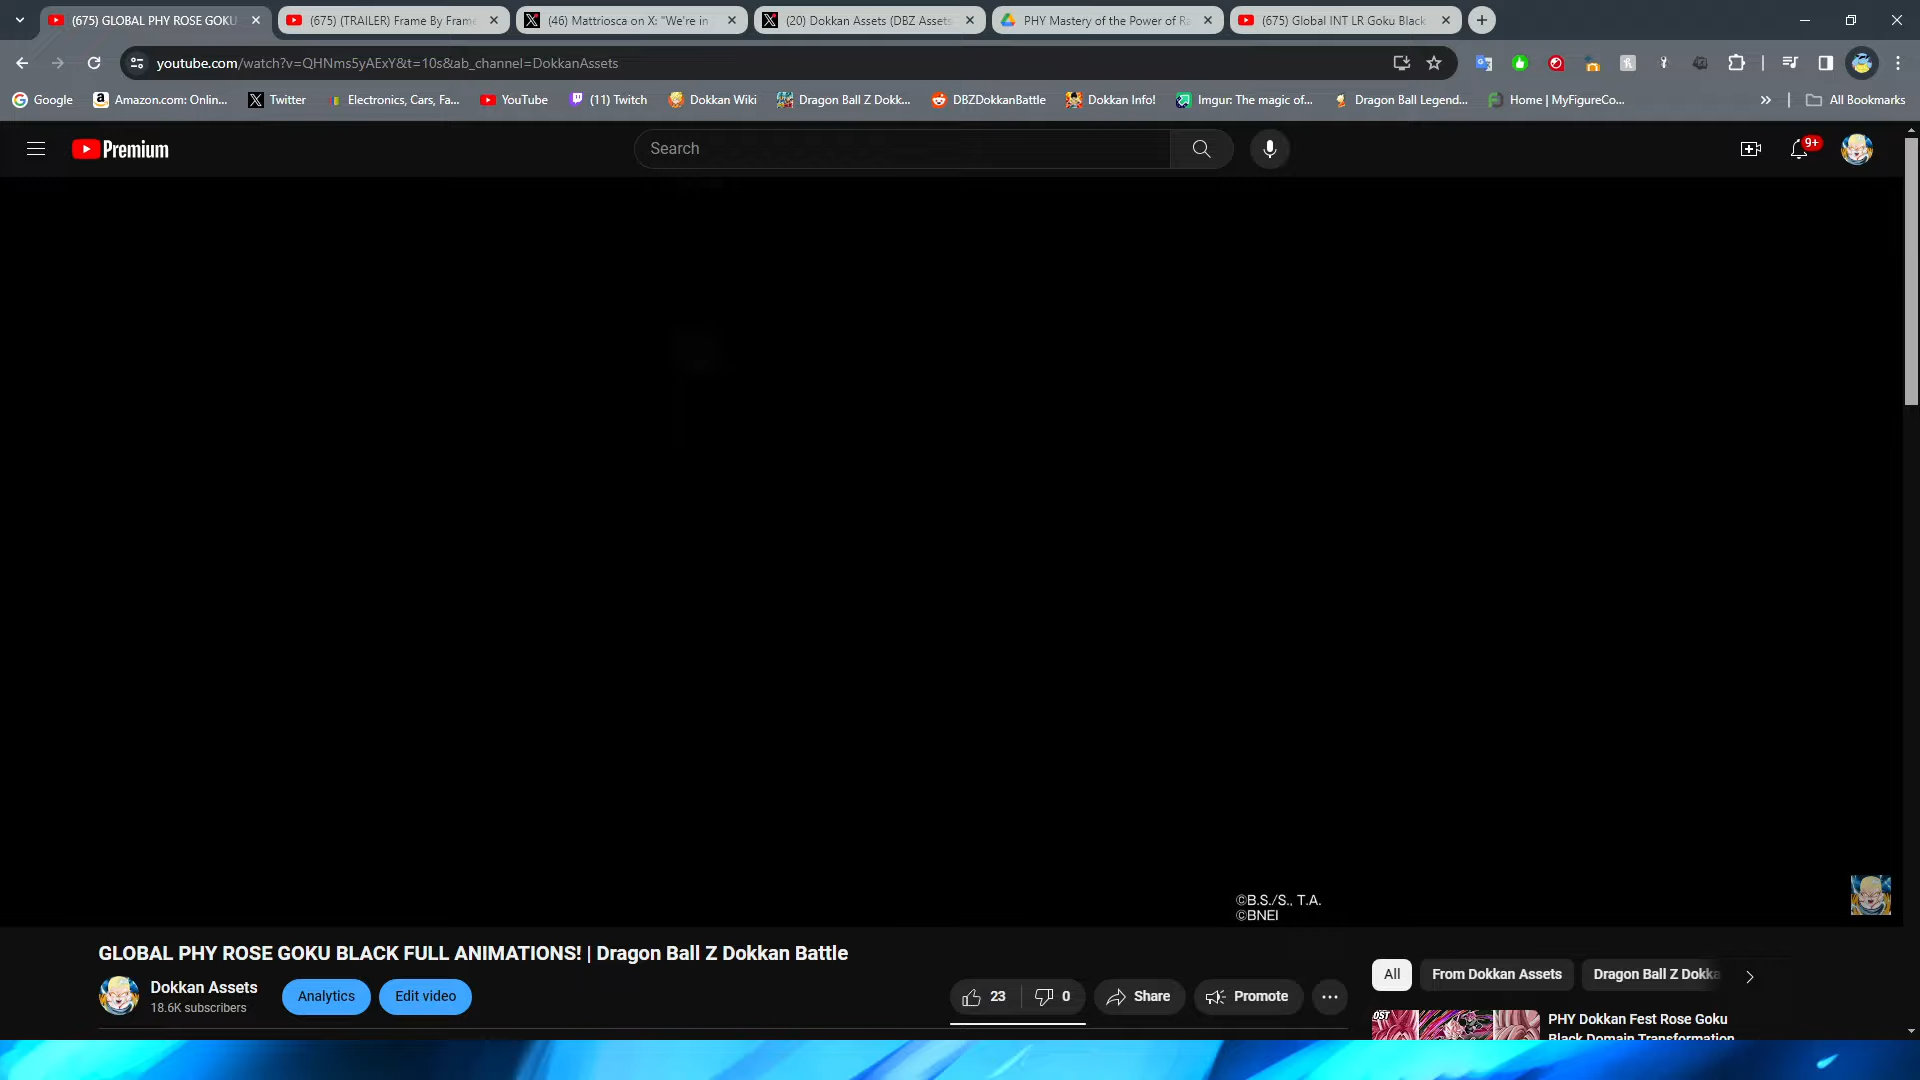 (675) GLOBAL PHY ROSE GOKU
(675) (TRAILER) Frame By Frame
(46) Mattriosca on X: "We're in
(20) Dokkan Assets (DBZ Assets
PHY Mastery of the Power of Ra
(675) Global INT LR Goku Black
youtube.com/watch?v=QHNms5yAExY&t=10s&ab_channel=DokkanAssets
Google
Amazon.com: Onlin...
Twitter
Electronics, Cars, Fa...
YouTube
(11) Twitch
Dokkan Wiki
Dragon Ball Z Dokk...
DBZDokkanBattle
Dokkan Info!
Imgur: The magic of...
Dragon Ball Legend...
Home | MyFigureCo...
All Bookmarks
Premium
Search
9+
©B.S./S., T.A.
©BNEI
GLOBAL PHY ROSE GOKU BLACK FULL ANIMATIONS! | Dragon Ball Z Dokkan Battle
Dokkan Assets
18.6K subscribers
Analytics
Edit video
23
0
Share
Promote
All
From Dokkan Assets
Dragon Ball Z Dokka
OST
PHY Dokkan Fest Rose Goku
Black Domain Transformation